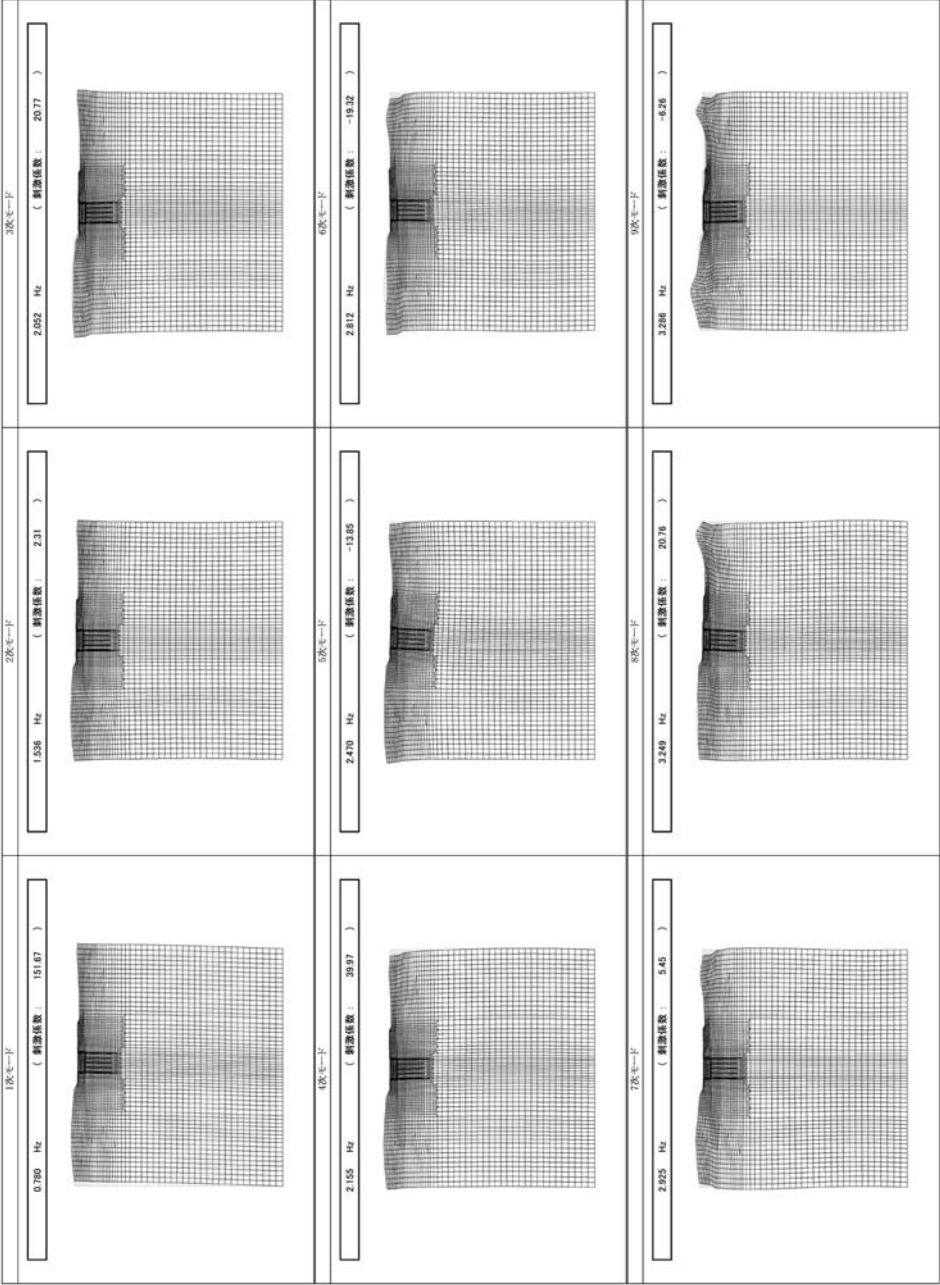 1次モード
0.780 Hz ( 刺激係数 : 151.67 )
2次モード
1.536 Hz ( 刺激係数 : 2.31 )
3次モード
2.052 Hz ( 刺激係数 : 20.77 )
4次モード
2.155 Hz ( 刺激係数 : 39.97 )
5次モード
2.470 Hz ( 刺激係数 : -13.85 )
6次モード
2.812 Hz ( 刺激係数 : -19.32 )
7次モード
2.925 Hz ( 刺激係数 : 5.45 )
8次モード
3.249 Hz ( 刺激係数 : 20.76 )
9次モード
3.286 Hz ( 刺激係数 : -6.26 )